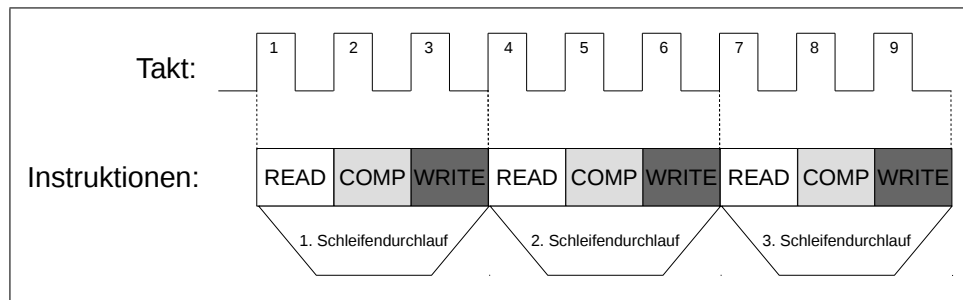 Takt:
1 2 3 4 5 6 7 8 9
Instruktionen:
READ COMP WRITE READ COMP WRITE READ COMP WRITE
1. Schleifendurchlauf 2. Schleifendurchlauf 3. Schleifendurchlauf